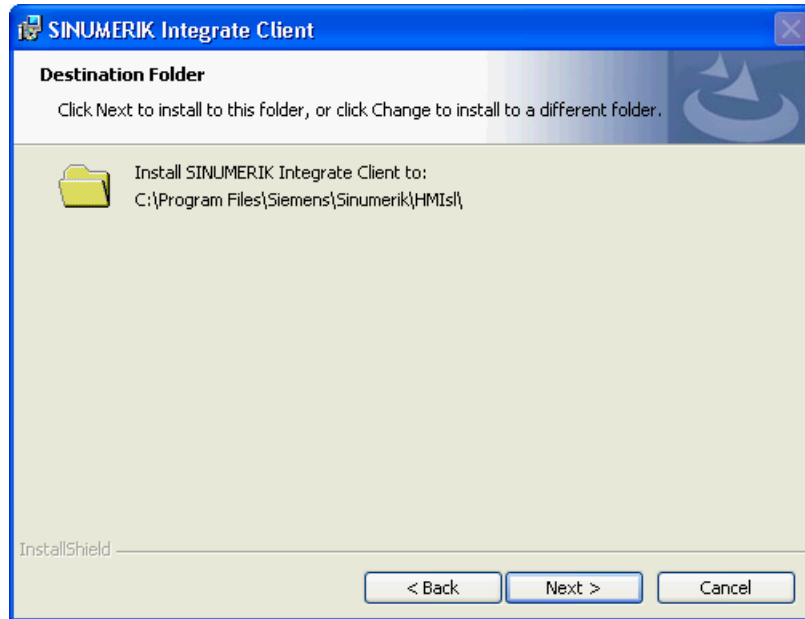 SINUMERIK Integrate Client
Destination Folder
Click Next to install to this folder, or click Change to install to a different folder.
Install SINUMERIK Integrate Client to:
C:\Program Files\Siemens\Sinumerik\HMIsl\
InstallShield
< Back
Next >
Cancel